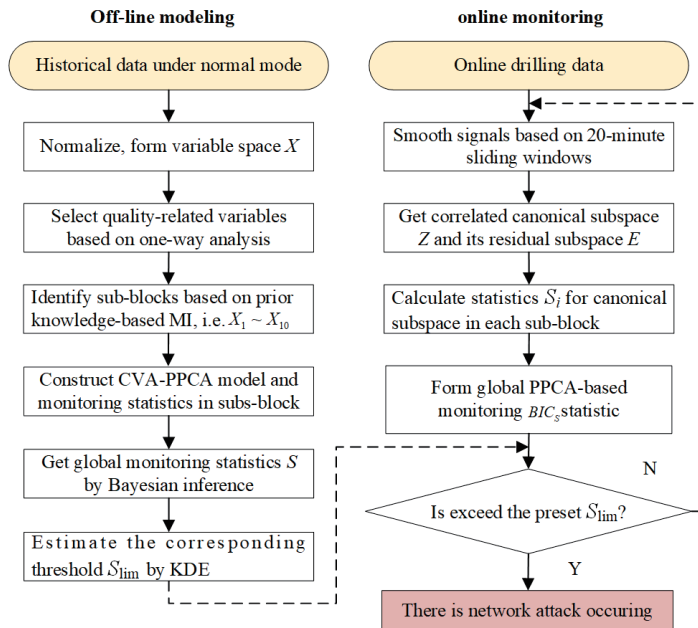 Off-line modeling
Historical data under normal mode
Normalize, form variable space X
Select quality-related variables
based on one-way analysis
Identify sub-blocks based on prior
knowledge-based MI, i.e. X₁ ~ X₁₀
Construct CVA-PPCA model and
monitoring statistics in subs-block
Get global monitoring statistics S
by Bayesian inference
Estimate the corresponding
threshold S_lim by KDE
online monitoring
Online drilling data
Smooth signals based on 20-minute
sliding windows
Get correlated canonical subspace
Z and its residual subspace E
Calculate statistics S_i for canonical
subspace in each sub-block
Form global PPCA-based
monitoring BIC_S statistic
N
Is exceed the preset S_lim?
Y
There is network attack occuring